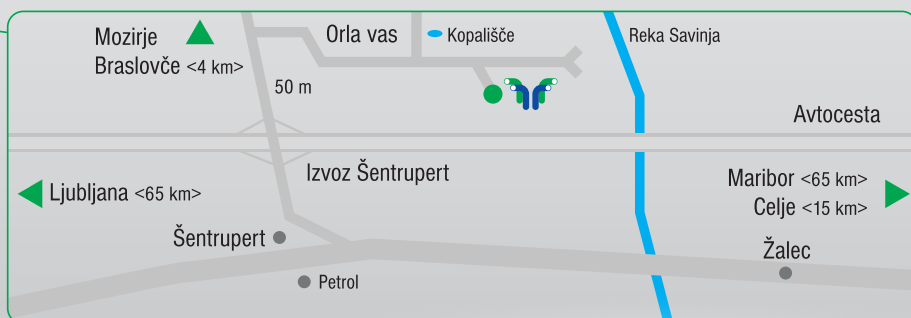 Mozirje
Braslovče <4 km>
Orla vas
Kopališče
Reka Savinja
50 m
Avtocesta
Izvoz Šentrupert
Ljubljana <65 km>
Maribor <65 km>
Celje <15 km>
Šentrupert
Žalec
Petrol